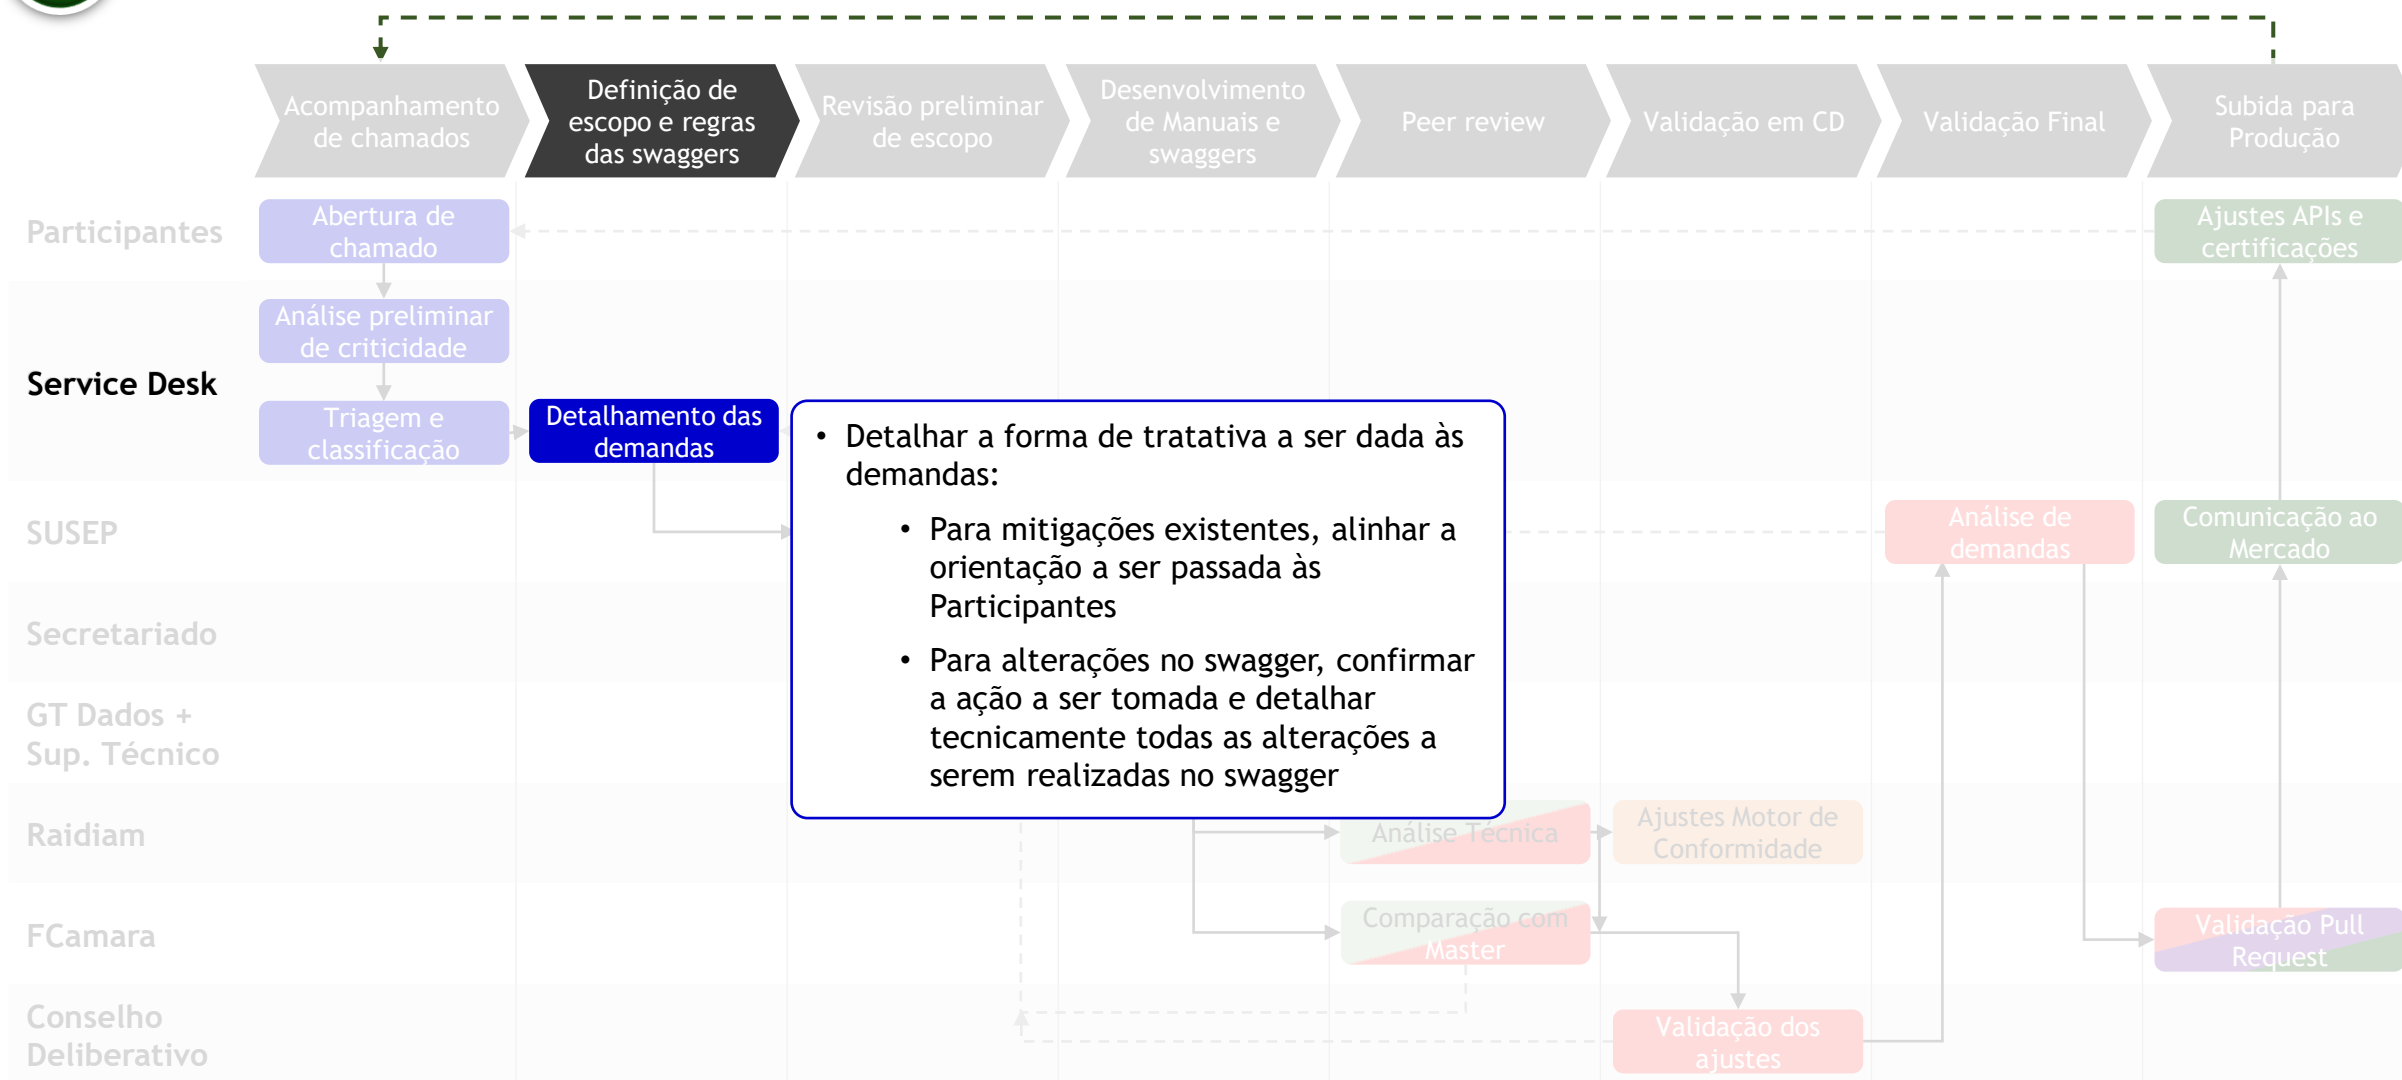 Acompanhamento
de chamados
Definição de
escopo e regras
das swaggers
Revisão preliminar
de escopo
Desenvolvimento
de Manuais e
swaggers
Peer review
Validação em CD
Validação Final
Subida para
Produção
Participantes
Abertura de
chamado
Ajustes APIs e
certificações
Service Desk
Análise preliminar
de criticidade
Triagem e
classificação
Detalhamento das
demandas
• Detalhar a forma de tratativa a ser dada às
demandas:
• Para mitigações existentes, alinhar a
orientação a ser passada às
Participantes
• Para alterações no swagger, confirmar
a ação a ser tomada e detalhar
tecnicamente todas as alterações a
serem realizadas no swagger
SUSEP
Análise de
demandas
Comunicação ao
Mercado
Secretariado
GT Dados +
Sup. Técnico
Raidiam
Análise Técnica
Ajustes Motor de
Conformidade
FCamara
Comparação com
Master
Validação Pull
Request
Conselho
Deliberativo
Validação dos
ajustes